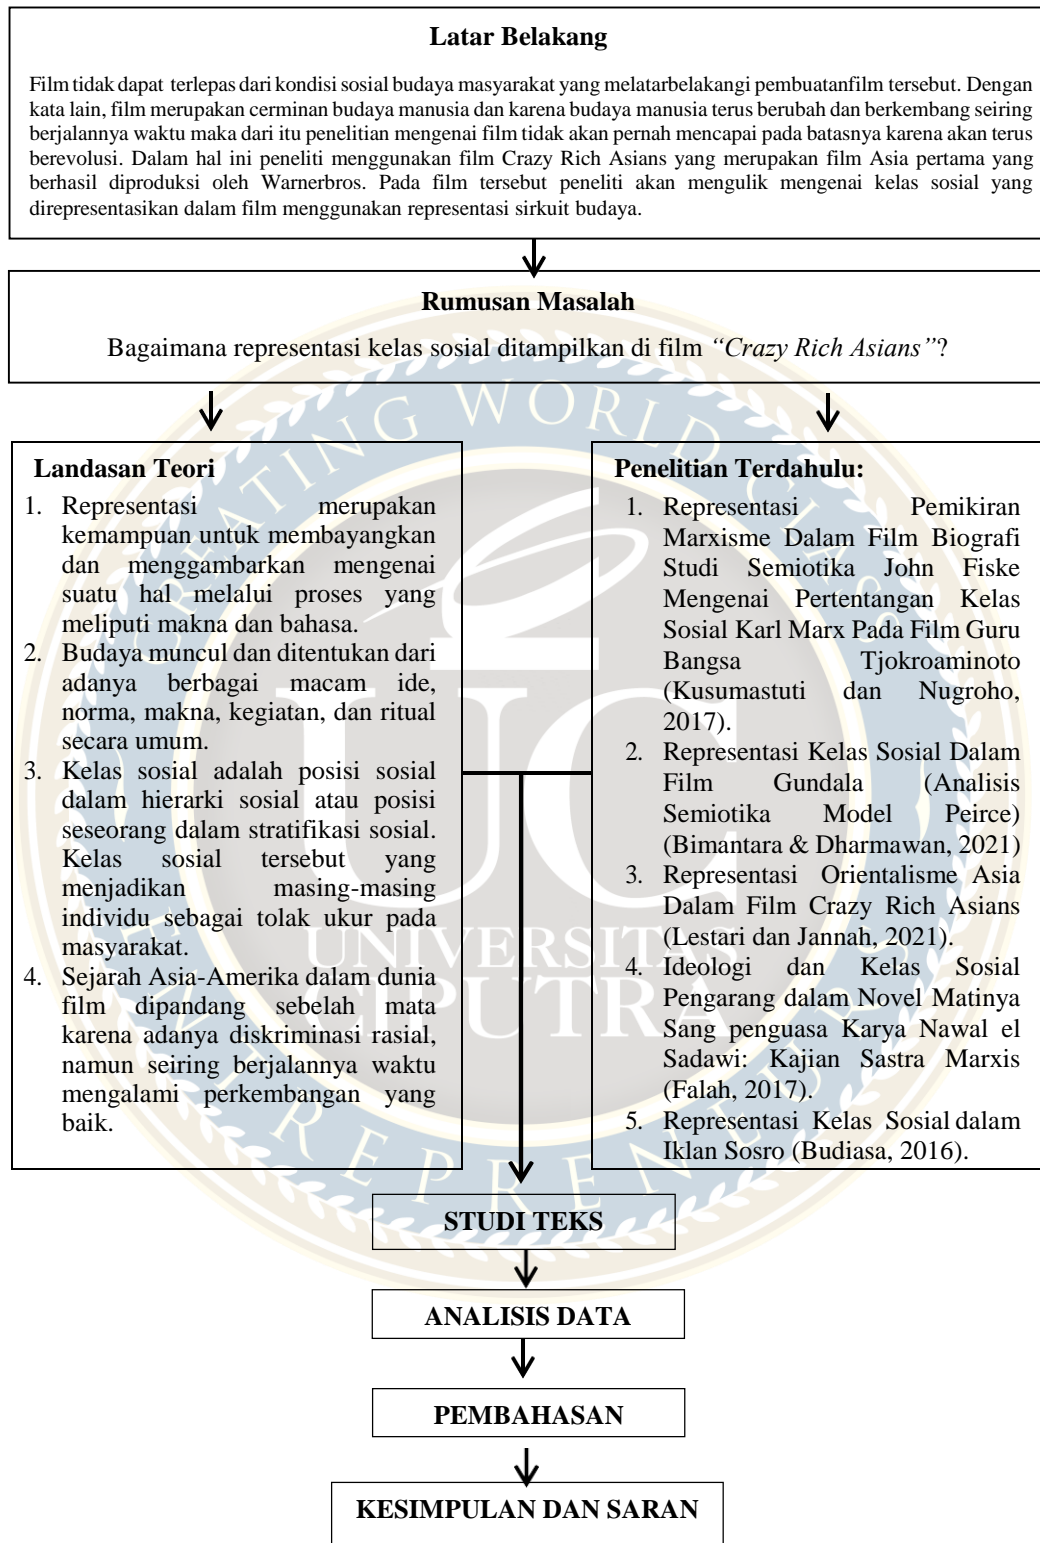 Latar Belakang
Film tidak dapat terlepas dari kondisi sosial budaya masyarakat yang melatarbelakangi pembuatanfilm tersebut. Dengan
kata lain, film merupakan cerminan budaya manusia dan karena budaya manusia terus berubah dan berkembang seiring
berjalannya waktu maka dari itu penelitian mengenai film tidak akan pernah mencapai pada batasnya karena akan terus
berevolusi. Dalam hal ini peneliti menggunakan film Crazy Rich Asians yang merupakan film Asia pertama yang
berhasil diproduksi oleh Warnerbros. Pada film tersebut peneliti akan mengulik mengenai kelas sosial yang
direpresentasikan dalam film menggunakan representasi sirkuit budaya.
Rumusan Masalah
Bagaimana representasi kelas sosial ditampilkan di film “Crazy Rich Asians”?
Landasan Teori
1. Representasi merupakan
kemampuan untuk membayangkan
dan menggambarkan mengenai
suatu hal melalui proses yang
meliputi makna dan bahasa.
2. Budaya muncul dan ditentukan dari
adanya berbagai macam ide,
norma, makna, kegiatan, dan ritual
secara umum.
3. Kelas sosial adalah posisi sosial
dalam hierarki sosial atau posisi
seseorang dalam stratifikasi sosial.
Kelas sosial tersebut yang
menjadikan masing-masing
individu sebagai tolak ukur pada
masyarakat.
4. Sejarah Asia-Amerika dalam dunia
film dipandang sebelah mata
karena adanya diskriminasi rasial,
namun seiring berjalannya waktu
mengalami perkembangan yang
baik.
Penelitian Terdahulu:
1. Representasi Pemikiran
Marxisme Dalam Film Biografi
Studi Semiotika John Fiske
Mengenai Pertentangan Kelas
Sosial Karl Marx Pada Film Guru
Bangsa Tjokroaminoto
(Kusumastuti dan Nugroho,
2017).
2. Representasi Kelas Sosial Dalam
Film Gundala (Analisis
Semiotika Model Peirce)
(Bimantara & Dharmawan, 2021)
3. Representasi Orientalisme Asia
Dalam Film Crazy Rich Asians
(Lestari dan Jannah, 2021).
4. Ideologi dan Kelas Sosial
Pengarang dalam Novel Matinya
Sang penguasa Karya Nawal el
Sadawi: Kajian Sastra Marxis
(Falah, 2017).
5. Representasi Kelas Sosial dalam
Iklan Sosro (Budiasa, 2016).
STUDI TEKS
ANALISIS DATA
PEMBAHASAN
KESIMPULAN DAN SARAN
CREATING WORLD CLASS
ENTREPRENEURS
UC
UNIVERSITAS
CIPUTRA